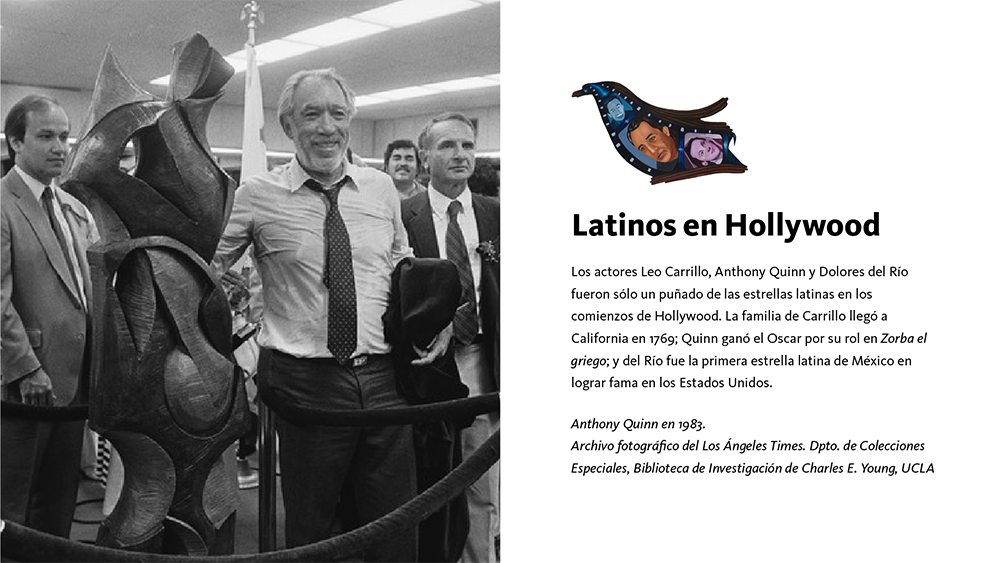 Latinos en Hollywood
Los actores Leo Carrillo, Anthony Quinn y Dolores del Río
fueron sólo un puñado de las estrellas latinas en los
comienzos de Hollywood. La familia de Carrillo llegó a
California en 1769; Quinn ganó el Oscar por su rol en Zorba el
griego; y del Río fue la primera estrella latina de México en
lograr fama en los Estados Unidos.
Anthony Quinn en 1983.
Archivo fotográfico del Los Ángeles Times. Dpto. de Colecciones
Especiales, Biblioteca de Investigación de Charles E. Young, UCLA